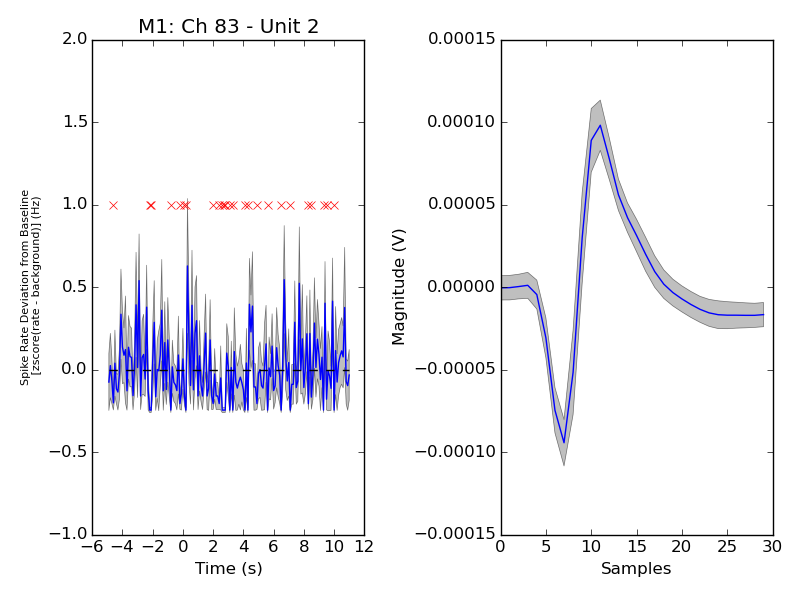 M1: Ch 83 - Unit 2
2.0
1.5
1.0
0.5
0.0
−0.5
−1.0
−6 −4 −2 0 2 4 6 8 10 12
Time (s)
Spike Rate Deviation from Baseline
[zscore(rate - background)] (Hz)
0.00015
0.00010
0.00005
0.00000
−0.00005
−0.00010
−0.00015
0 5 10 15 20 25 30
Samples
Magnitude (V)